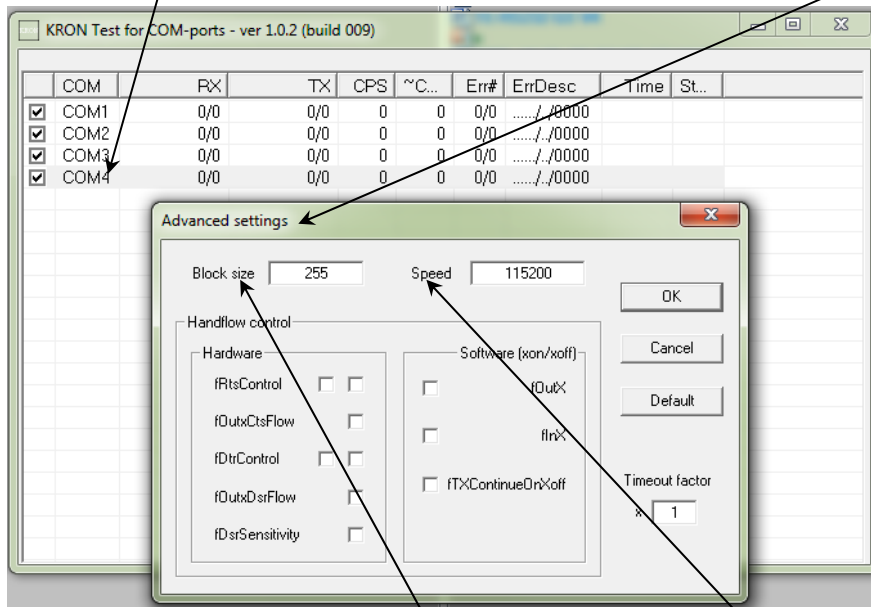 KRON Test for COM-ports - ver 1.0.2 (build 009)
COM RX TX CPS ~C... Err# ErrDesc Time St...
COM1 0/0 0/0 0 0 0/0 ....../../0000
COM2 0/0 0/0 0 0 0/0 ....../../0000
COM3 0/0 0/0 0 0 0/0 ....../../0000
COM4 0/0 0/0 0 0 0/0 ....../../0000
Advanced settings
Block size 255 Speed 115200
OK
Handflow control
Cancel
Hardware Software (xon/xoff)
fRtsControl fOutX
Default
fOutxCtsFlow fInX
fDtrControl
Timeout factor
fOutxDsrFlow fTXContinueOnXoff
x 1
fDsrSensitivity